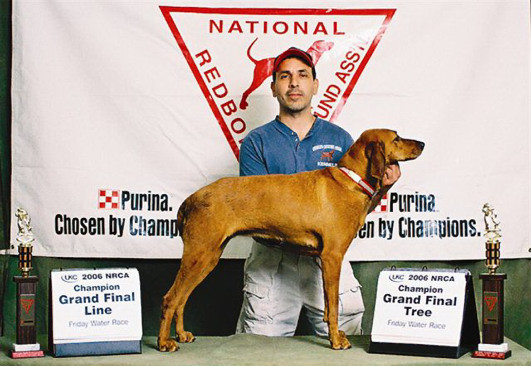 NATIONAL
REDBO UND ASS
Purina.
Chosen by Champ
Purina.
by Champions.
KENNELS
UKC 2006 NRCA
Champion
Grand Final
Line
Friday Water Race
UKC 2006 NRCA
Champion
Grand Final
Tree
Friday Water Race